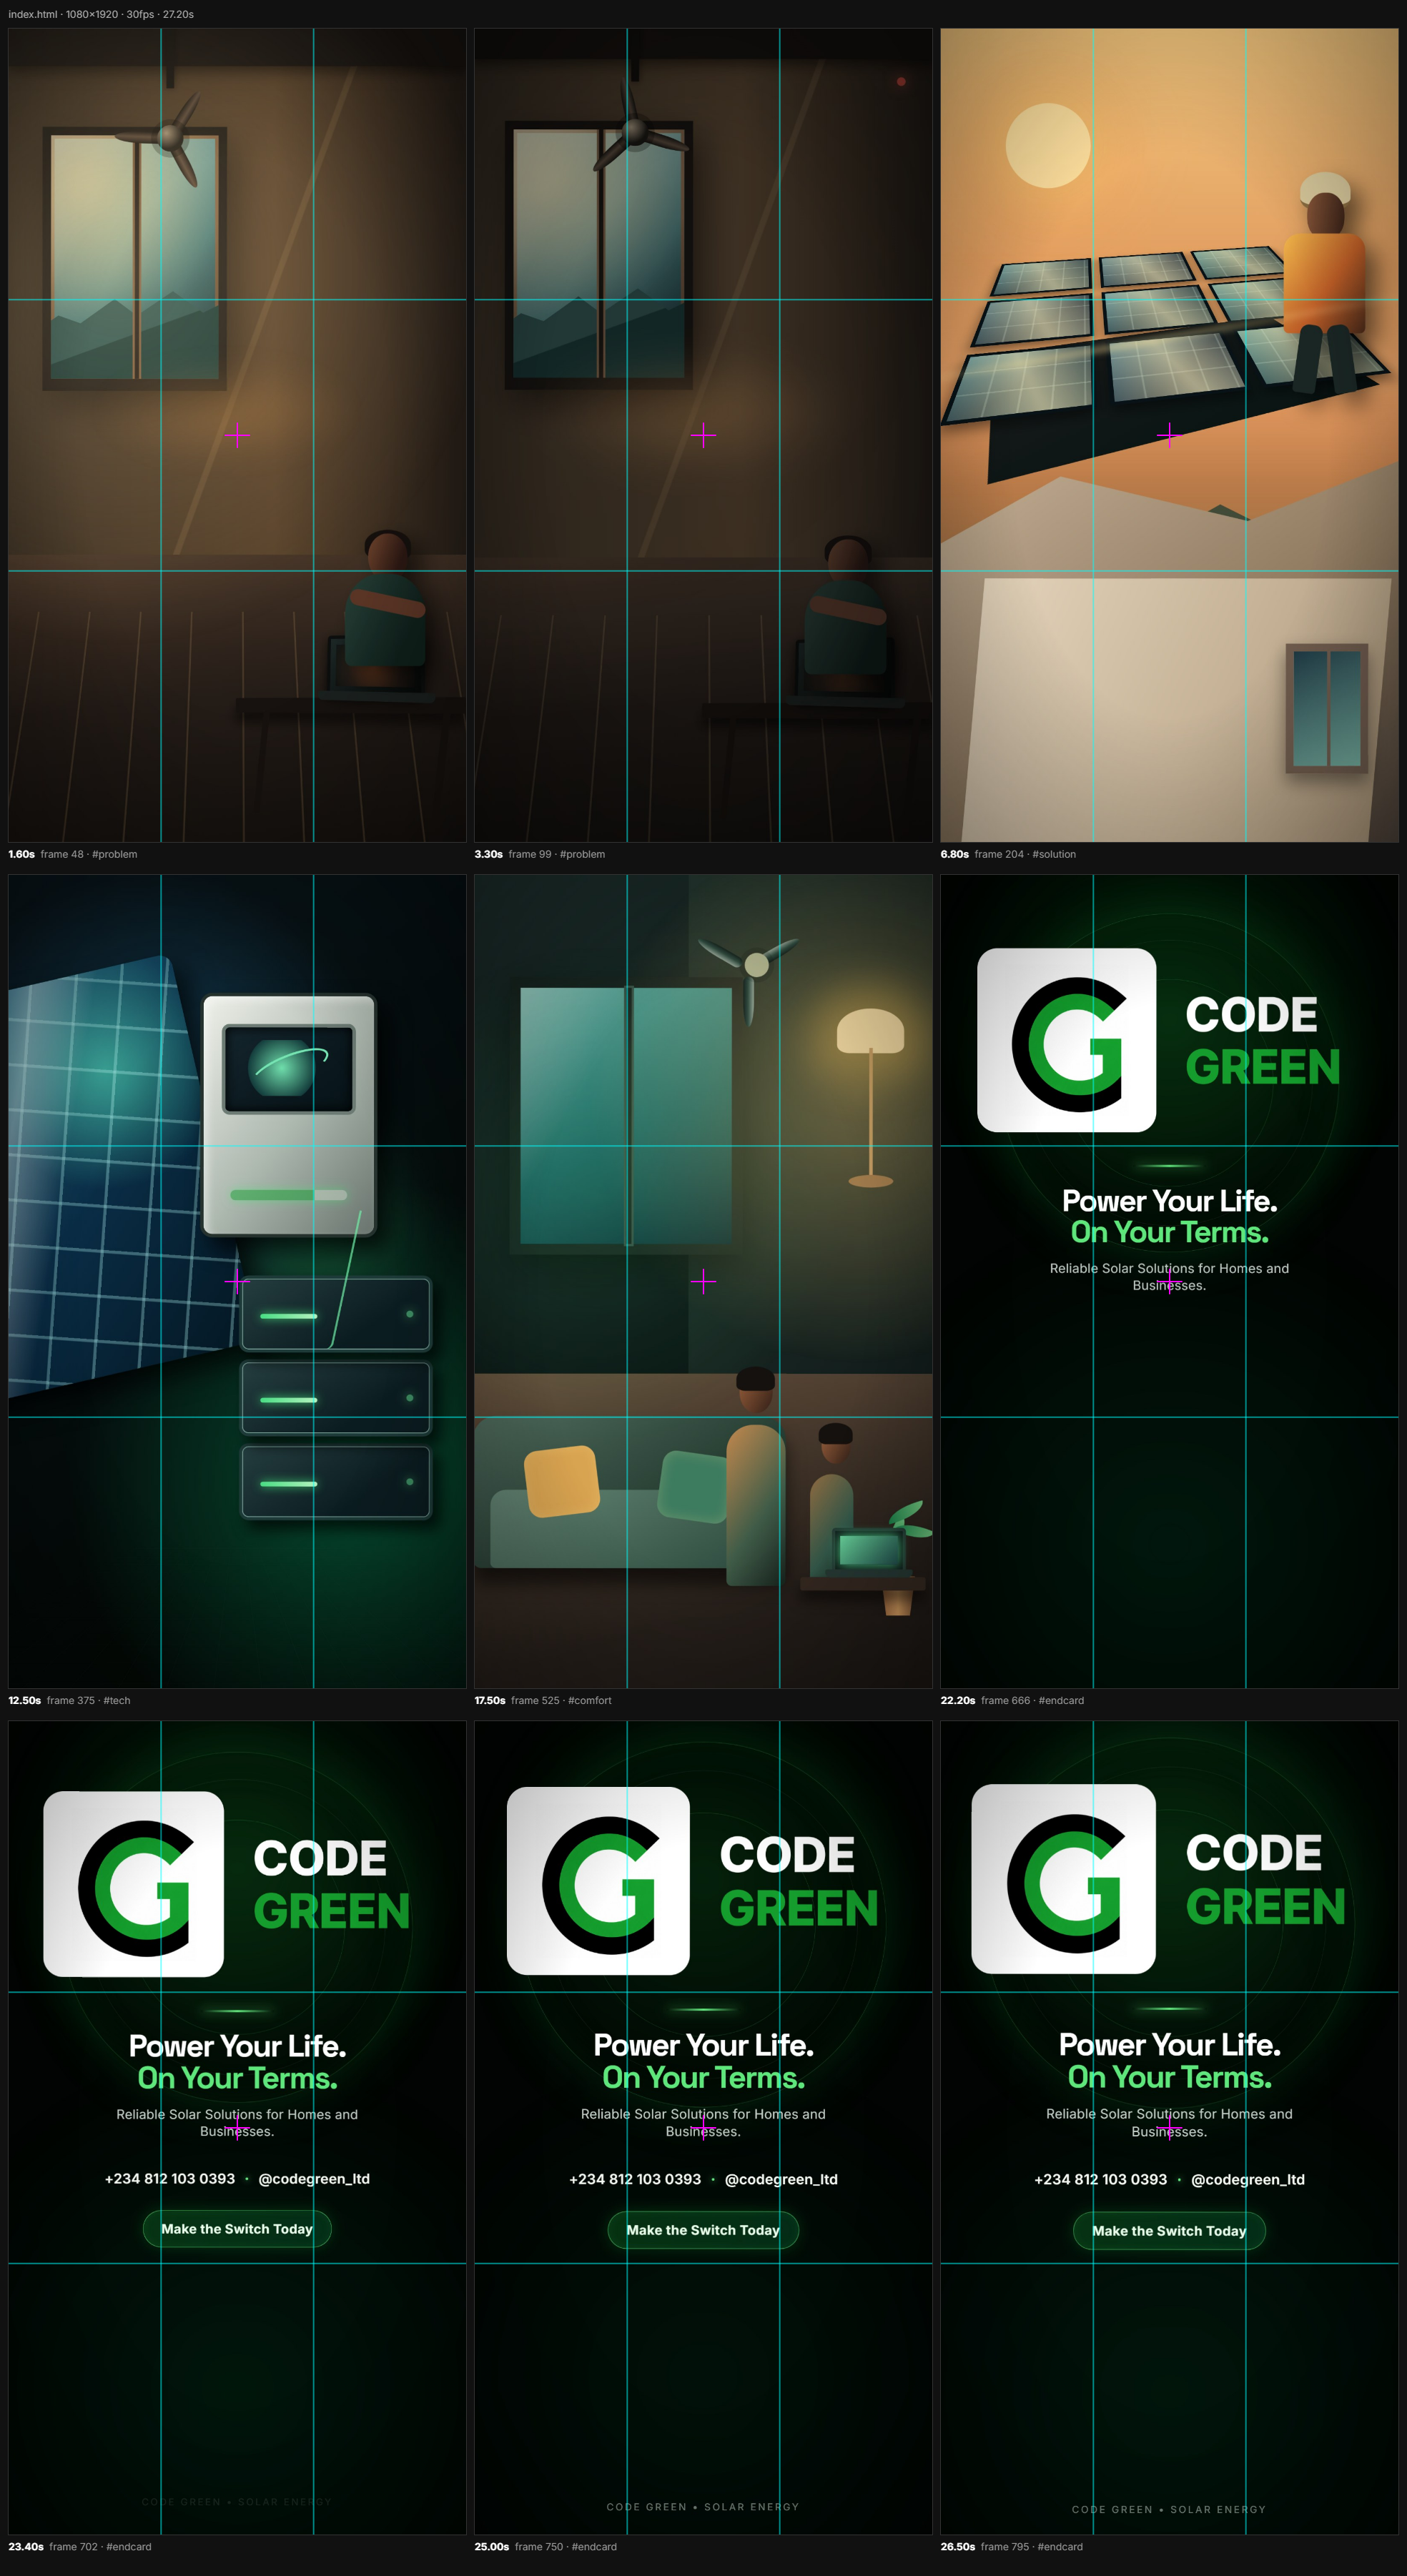 index.html · 1080×1920 · 30fps · 27.20s
1.60s frame 48 · #problem
3.30s frame 99 · #problem
6.80s frame 204 · #solution
CODE
GREEN
Power Your Life.
On Your Terms.
Reliable Solar Solutions for Homes and
Businesses.
12.50s frame 375 · #tech
17.50s frame 525 · #comfort
22.20s frame 666 · #endcard
CODE
GREEN
Power Your Life.
On Your Terms.
Reliable Solar Solutions for Homes and
Businesses.
+234 812 103 0393 · @codegreen_ltd
Make the Switch Today
CODE GREEN • SOLAR ENERGY
23.40s frame 702 · #endcard
CODE
GREEN
Power Your Life.
On Your Terms.
Reliable Solar Solutions for Homes and
Businesses.
+234 812 103 0393 · @codegreen_ltd
Make the Switch Today
CODE GREEN • SOLAR ENERGY
25.00s frame 750 · #endcard
CODE
GREEN
Power Your Life.
On Your Terms.
Reliable Solar Solutions for Homes and
Businesses.
+234 812 103 0393 · @codegreen_ltd
Make the Switch Today
CODE GREEN • SOLAR ENERGY
26.50s frame 795 · #endcard